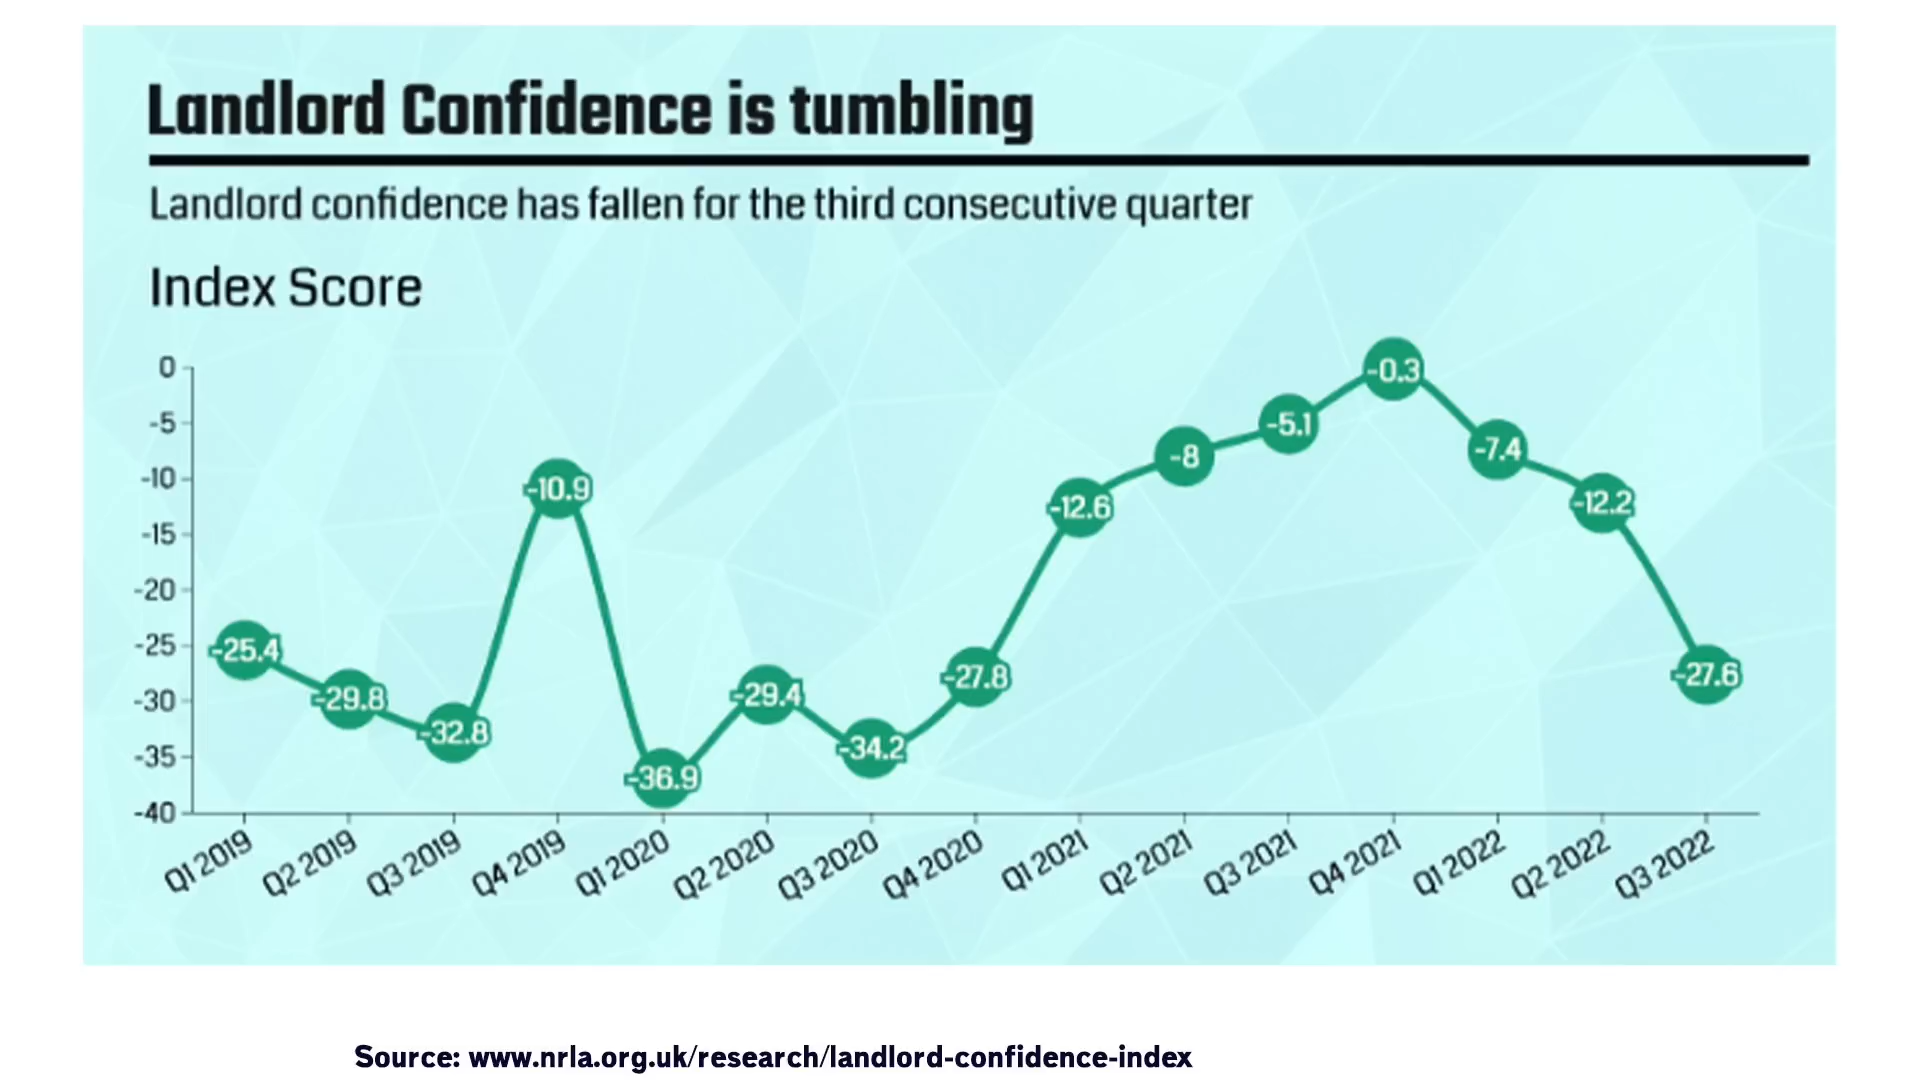 Landlord Confidence is tumbling
Landlord confidence has fallen for the third consecutive quarter
Index Score
0
-5
-10
-15
-20
-25
-30
-35
-40
-25.4
-29.8
-32.8
-10.9
-36.9
-29.4
-34.2
-27.8
-12.6
-8
-5.1
-0.3
-7.4
-12.2
-27.6
Q1 2019
Q2 2019
Q3 2019
Q4 2019
Q1 2020
Q2 2020
Q3 2020
Q4 2020
Q1 2021
Q2 2021
Q3 2021
Q4 2021
Q1 2022
Q2 2022
Q3 2022
Source: www.nrla.org.uk/research/landlord-confidence-index